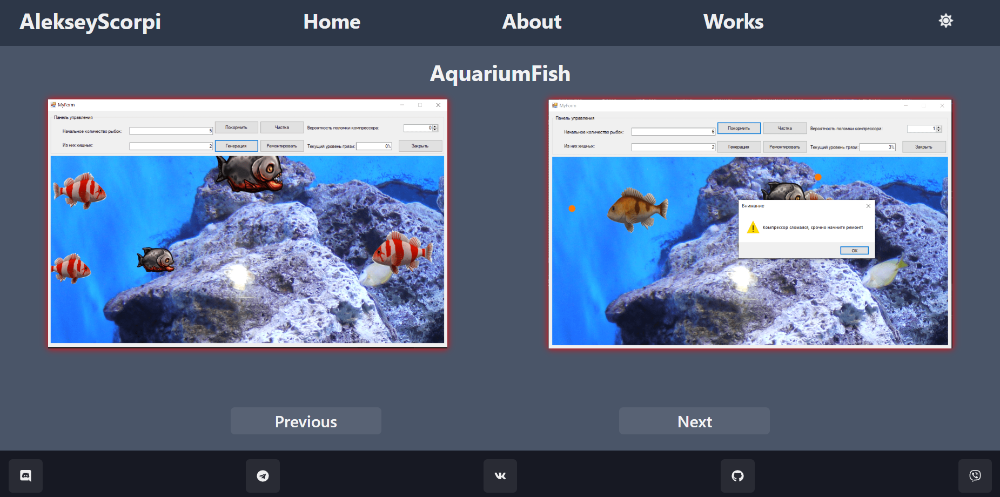 AlekseyScorpi Home About Works
AquariumFish
MyForm
Панель управления
Начальное количество рыбок: 5 Покормить Чистка Вероятность поломки компрессора: 0
Из них хищных: 2 Генерация Ремонтировать Текущий уровень грязи: 0% Закрыть
MyForm
Панель управления
Начальное количество рыбок: 6 Покормить Чистка Вероятность поломки компрессора: 1
Из них хищных: 2 Генерация Ремонтировать Текущий уровень грязи: 3% Закрыть
Внимание
Компрессор сломался, срочно начните ремонт!
OK
Previous Next